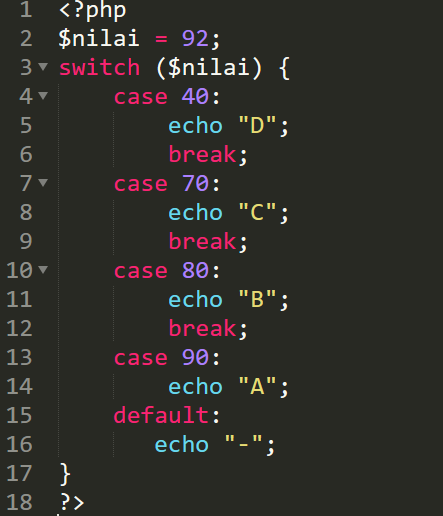 1 <?php
2 $nilai = 92;
3 switch ($nilai) {
4     case 40:
5         echo "D";
6         break;
7     case 70:
8         echo "C";
9         break;
10     case 80:
11         echo "B";
12         break;
13     case 90:
14         echo "A";
15     default:
16        echo "-";
17 }
18 ?>